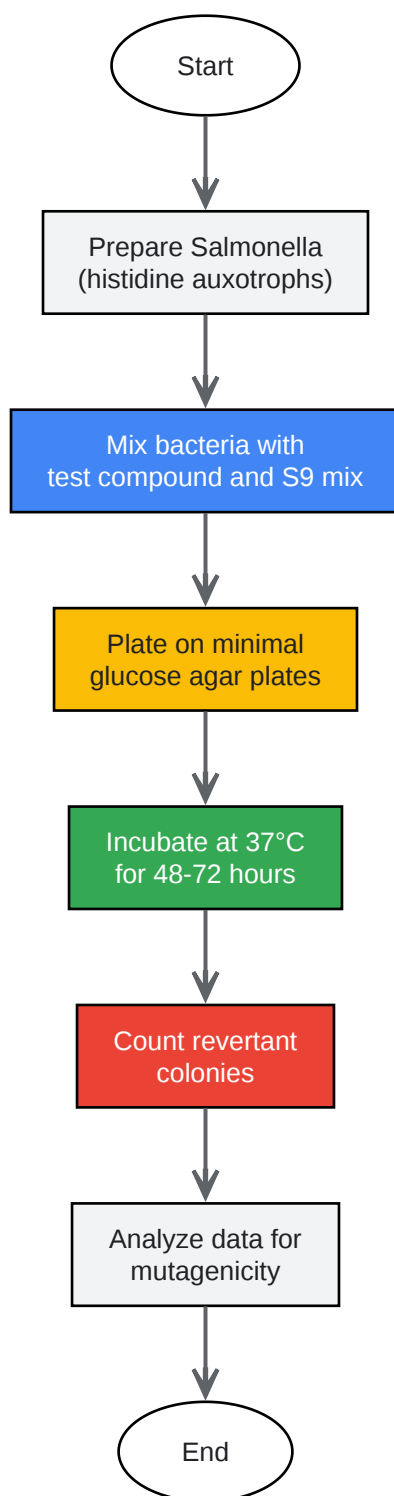 Start
Prepare Salmonella
(histidine auxotrophs)
Mix bacteria with
test compound and S9 mix
Plate on minimal
glucose agar plates
Incubate at 37°C
for 48-72 hours
Count revertant
colonies
Analyze data for
mutagenicity
End